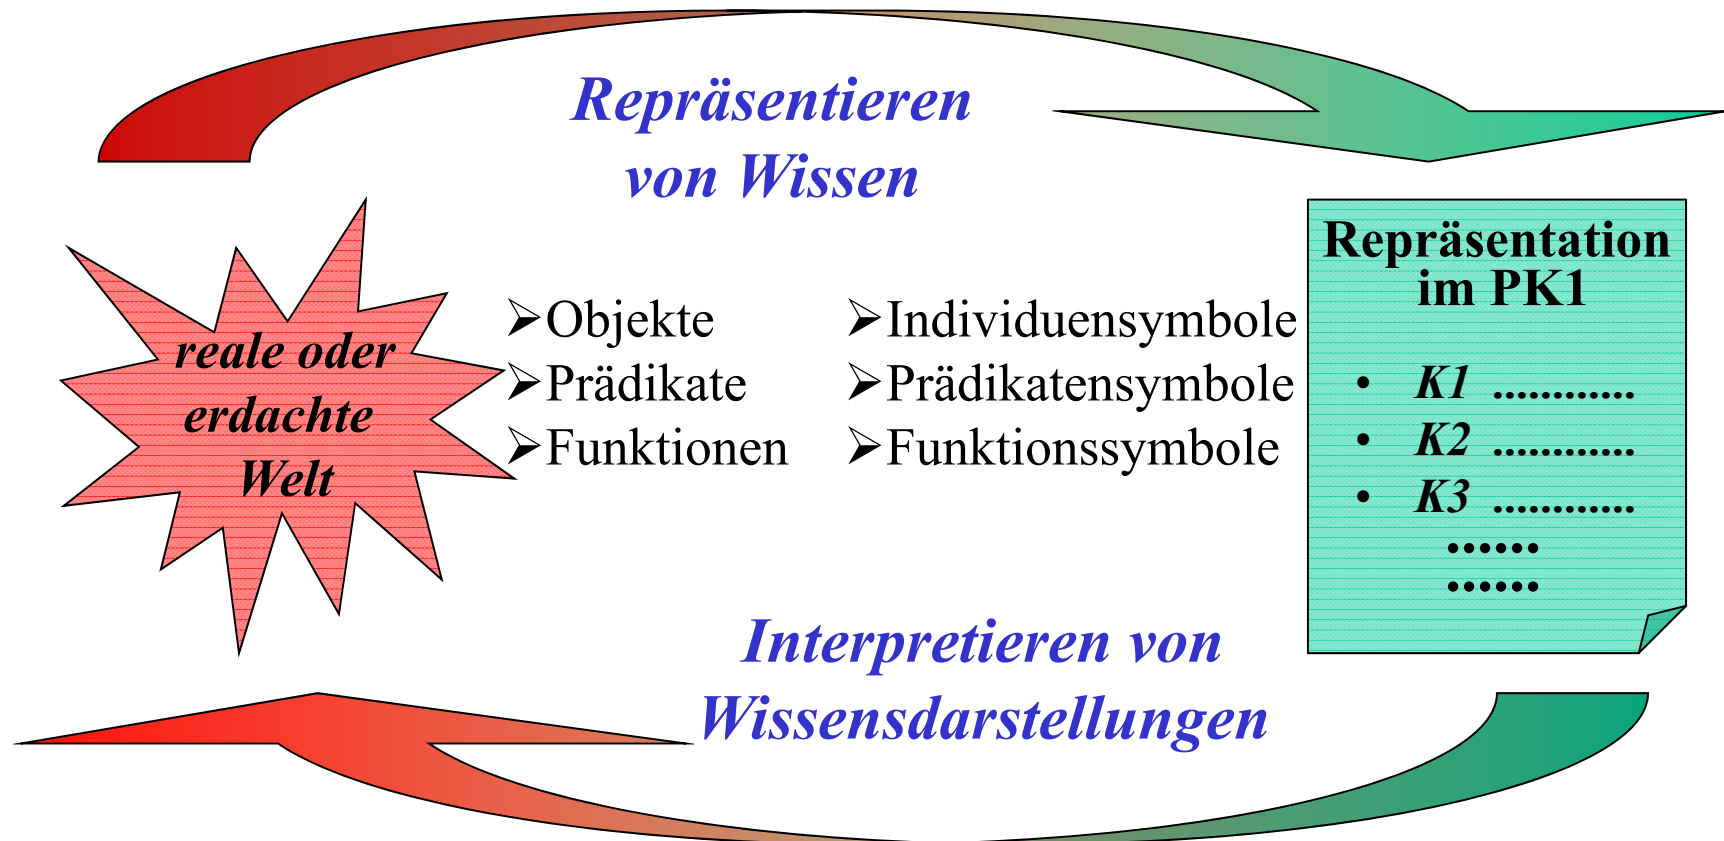 Repräsentieren
von Wissen
reale oder
erdachte
Welt
➢Objekte
➢Prädikate
➢Funktionen
➢Individuensymbole
➢Prädikatensymbole
➢Funktionssymbole
Repräsentation
im PK1
• K1 ............
• K2 ............
• K3 ............
••••••
••••••
Interpretieren von
Wissensdarstellungen